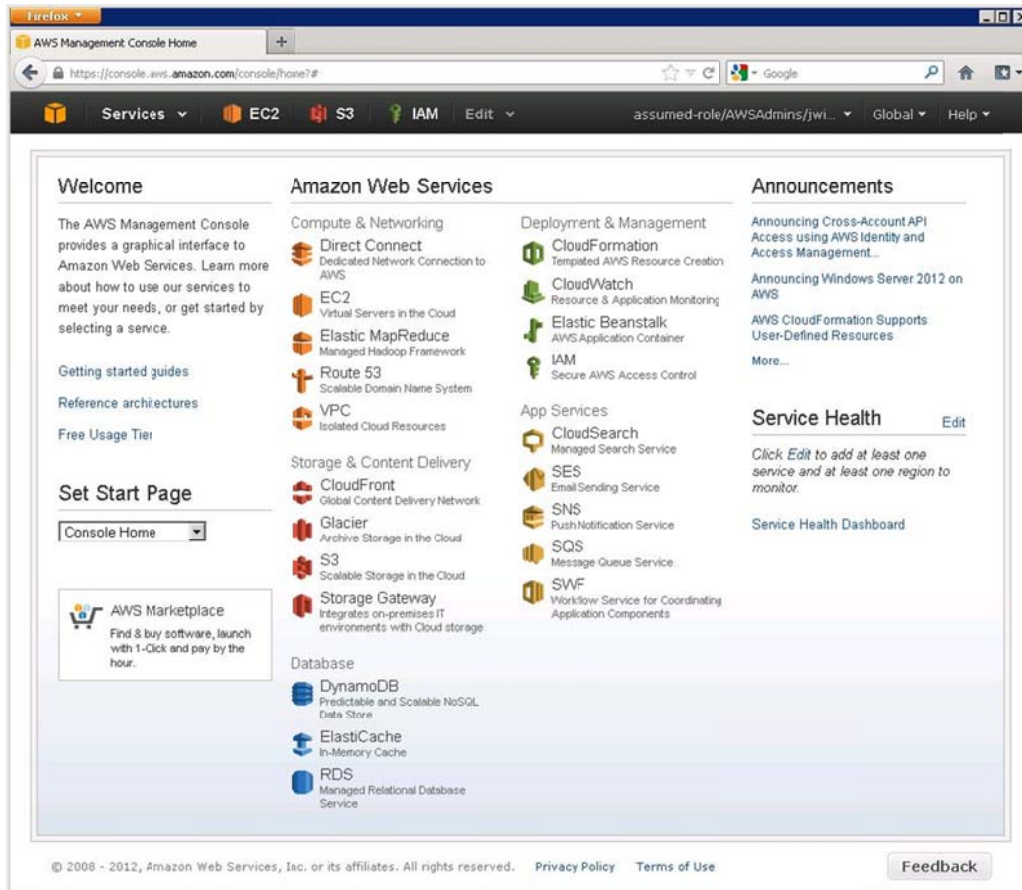 Firefox
AWS Management Console Home
https://console.aws.amazon.com/console/home?#
Google
Services
EC2
S3
IAM
Edit
assumed-role/AWSAdmins/jwi...
Global
Help
Welcome
The AWS Management Console
provides a graphical interface to
Amazon Web Services. Learn more
about how to use our services to
meet your needs, or get started by
selecting a service.
Getting started guides
Reference architectures
Free Usage Tier
Set Start Page
Console Home
AWS Marketplace
Find & buy software, launch
with 1-Click and pay by the
hour.
Amazon Web Services
Compute & Networking
Direct Connect
Dedicated Network Connection to
AWS
EC2
Virtual Servers in the Cloud
Elastic MapReduce
Managed Hadoop Framework
Route 53
Scalable Domain Name System
VPC
Isolated Cloud Resources
Storage & Content Delivery
CloudFront
Global Content Delivery Network
Glacier
Archive Storage in the Cloud
S3
Scalable Storage in the Cloud
Storage Gateway
Integrates on-premises IT
environments with Cloud storage
Database
DynamoDB
Predictable and Scalable NoSQL
Data Store
ElastiCache
In-Memory Cache
RDS
Managed Relational Database
Service
Deployment & Management
CloudFormation
Tempated AWS Resource Creation
CloudWatch
Resource & Application Monitoring
Elastic Beanstalk
AWS Application Container
IAM
Secure AWS Access Control
App Services
CloudSearch
Managed Search Service
SES
Email Sending Service
SNS
Push Notification Service
SQS
Message Queue Service
SWF
Workflow Service for Coordinating
Application Components
Announcements
Announcing Cross-Account API
Access using AWS Identity and
Access Management...
Announcing Windows Server 2012 on
AWS
AWS CloudFormation Supports
User-Defined Resources
More...
Service Health
Edit
Click Edit to add at least one
service and at least one region to
monitor.
Service Health Dashboard
© 2008 - 2012, Amazon Web Services, Inc. or its affiliates. All rights reserved.
Privacy Policy
Terms of Use
Feedback